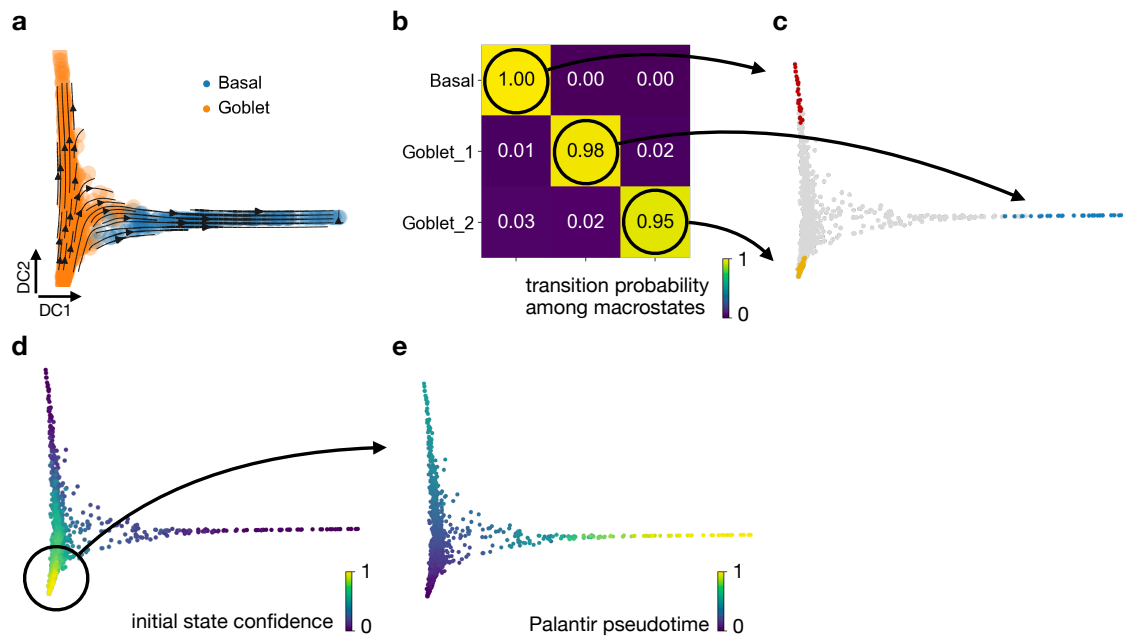 a
Basal
Goblet
DC2
DC1
b
Basal
1.00 0.00 0.00
Goblet_1
0.01 0.98 0.02
Goblet_2
0.03 0.02 0.95
transition probability
among macrostates
1
0
c
d
initial state confidence
1
0
e
Palantir pseudotime
1
0